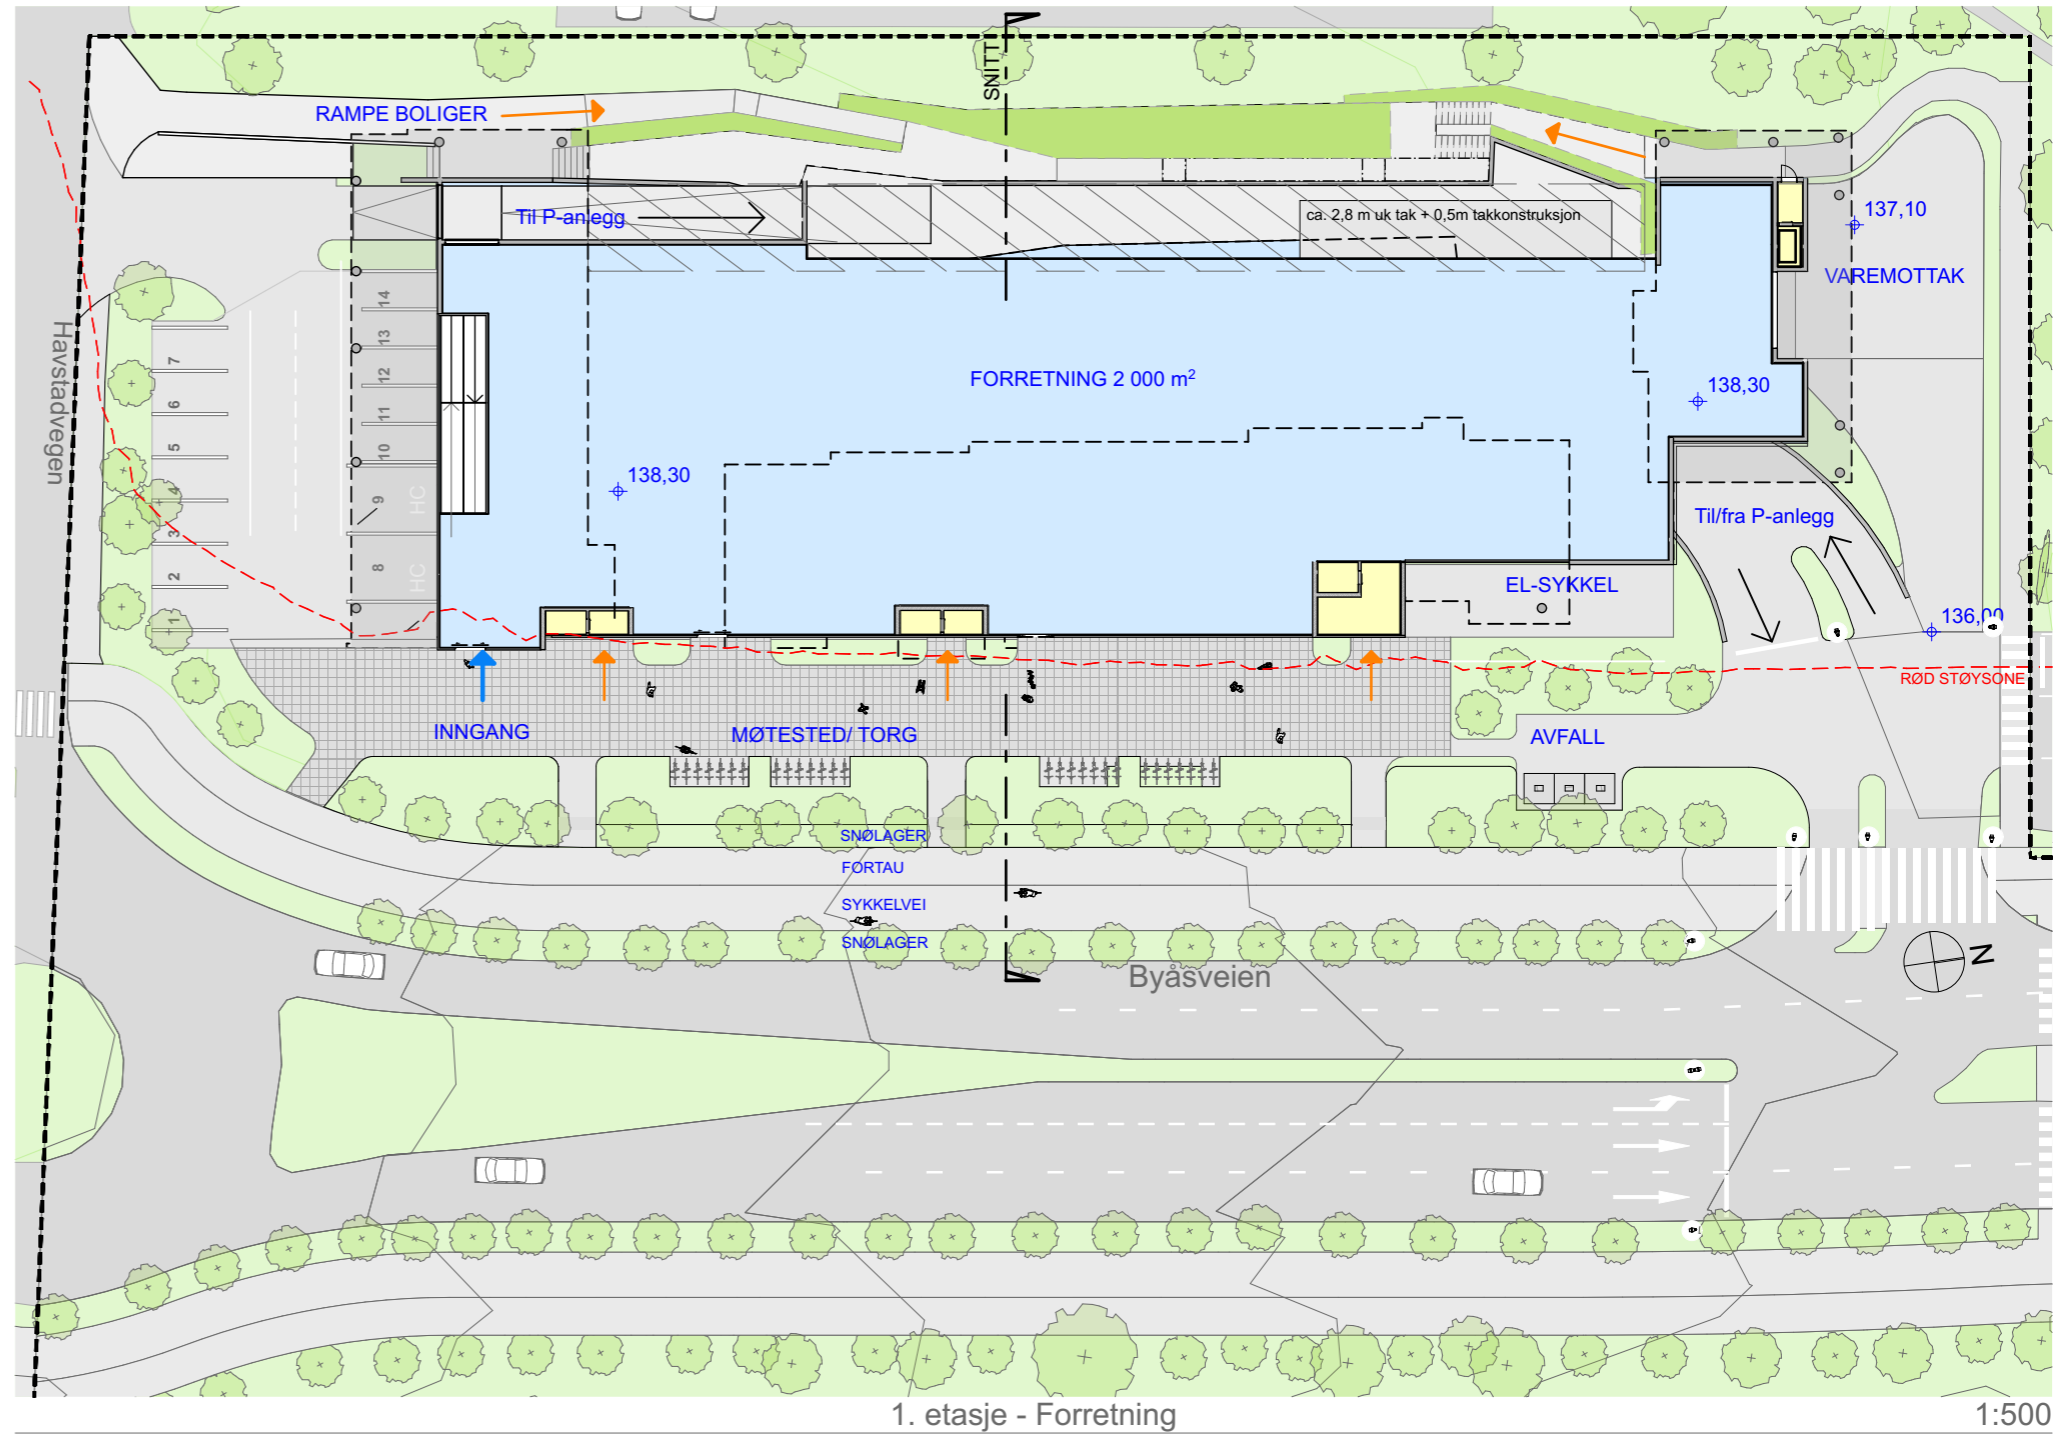 SNITT
RAMPE BOLIGER
Til P-anlegg
ca. 2,8 m uk tak + 0,5m takkonstruksjon
137,10
VAREMOTTAK
Havstadvegen
14
13
12
11
10
9
8
HC
HC
7
6
5
4
3
2
1
FORRETNING 2 000 m²
138,30
138,30
Til/fra P-anlegg
EL-SYKKEL
136,00
RØD STØYSONE
INNGANG
MØTESTED/ TORG
AVFALL
SNØLAGER
FORTAU
SYKKELVEI
SNØLAGER
Byåsveien
N
1. etasje - Forretning
1:500